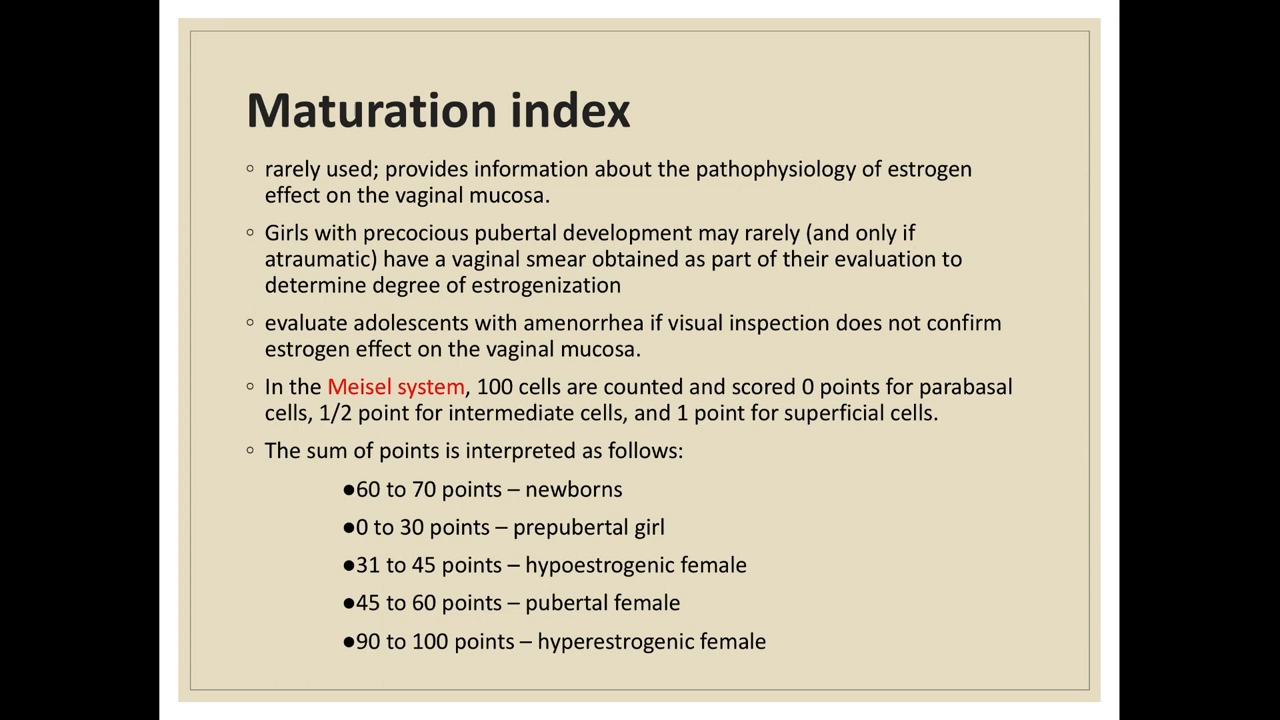 Maturation index
◦ rarely used; provides information about the pathophysiology of estrogen
effect on the vaginal mucosa.
◦ Girls with precocious pubertal development may rarely (and only if
atraumatic) have a vaginal smear obtained as part of their evaluation to
determine degree of estrogenization
◦ evaluate adolescents with amenorrhea if visual inspection does not confirm
estrogen effect on the vaginal mucosa.
◦ In the Meisel system, 100 cells are counted and scored 0 points for parabasal
cells, 1/2 point for intermediate cells, and 1 point for superficial cells.
◦ The sum of points is interpreted as follows:
●60 to 70 points – newborns
●0 to 30 points – prepubertal girl
●31 to 45 points – hypoestrogenic female
●45 to 60 points – pubertal female
●90 to 100 points – hyperestrogenic female